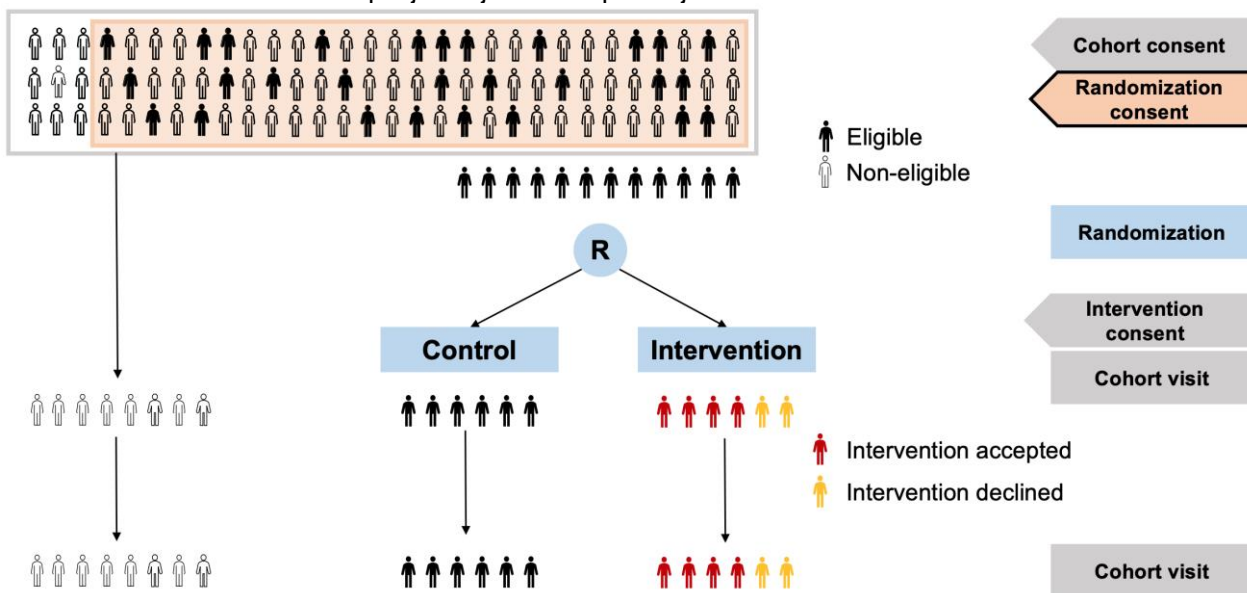 Cohort consent
Randomization
consent
Eligible
Non-eligible
Randomization
R
Intervention
consent
Control
Intervention
Cohort visit
Intervention accepted
Intervention declined
Cohort visit